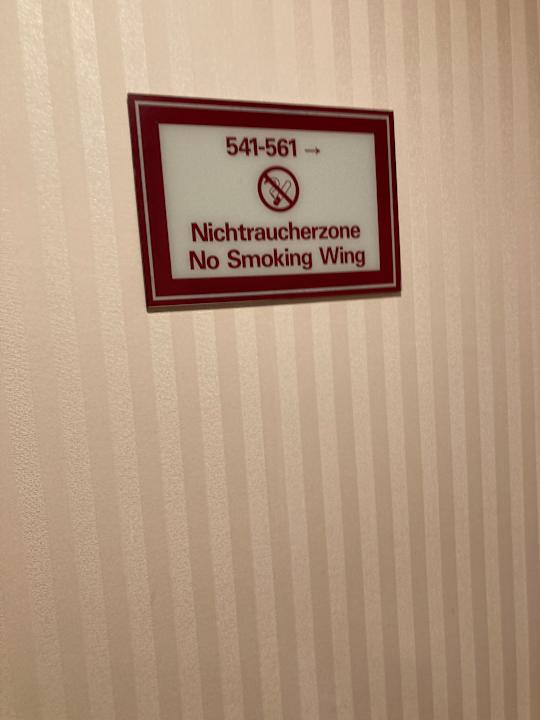 541-561 →
Nichtraucherzone
No Smoking Wing